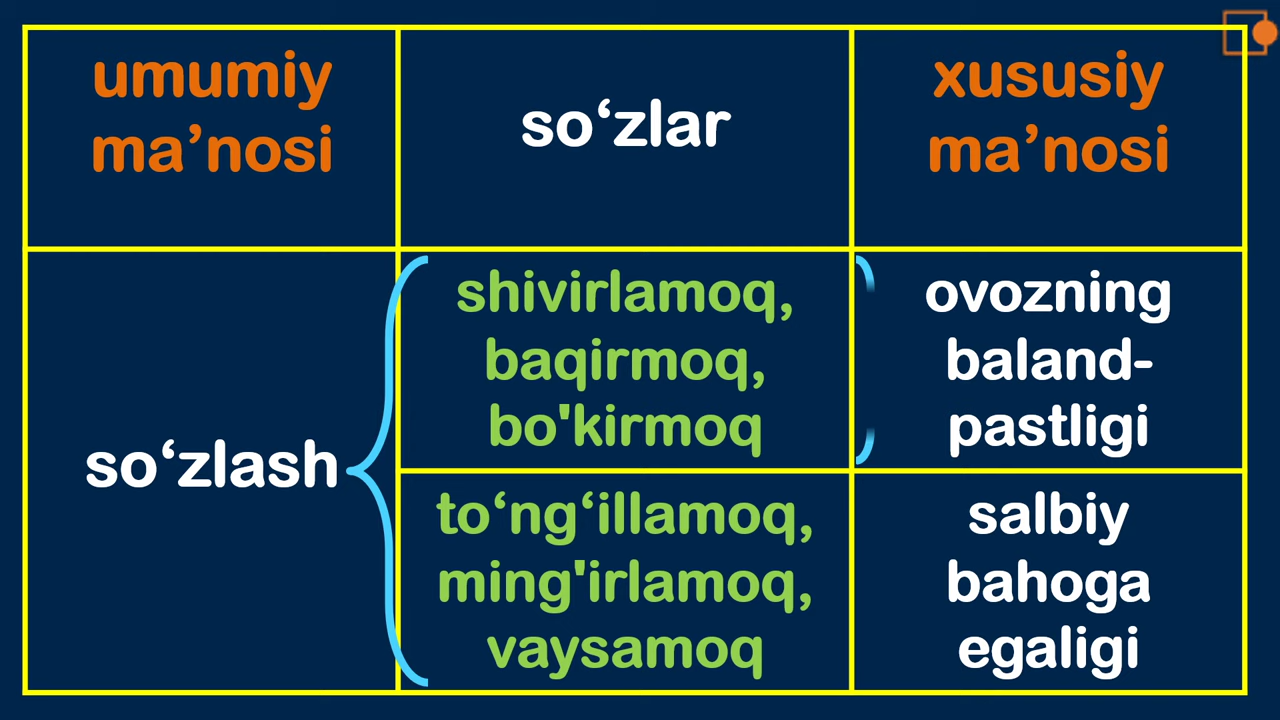 umumiy
ma’nosi
so‘zlar
xususiy
ma’nosi
so‘zlash
shivirlamoq,
baqirmoq,
bo'kirmoq
ovozning
baland-
pastligi
to‘ng‘illamoq,
ming'irlamoq,
vaysamoq
salbiy
bahoga
egaligi